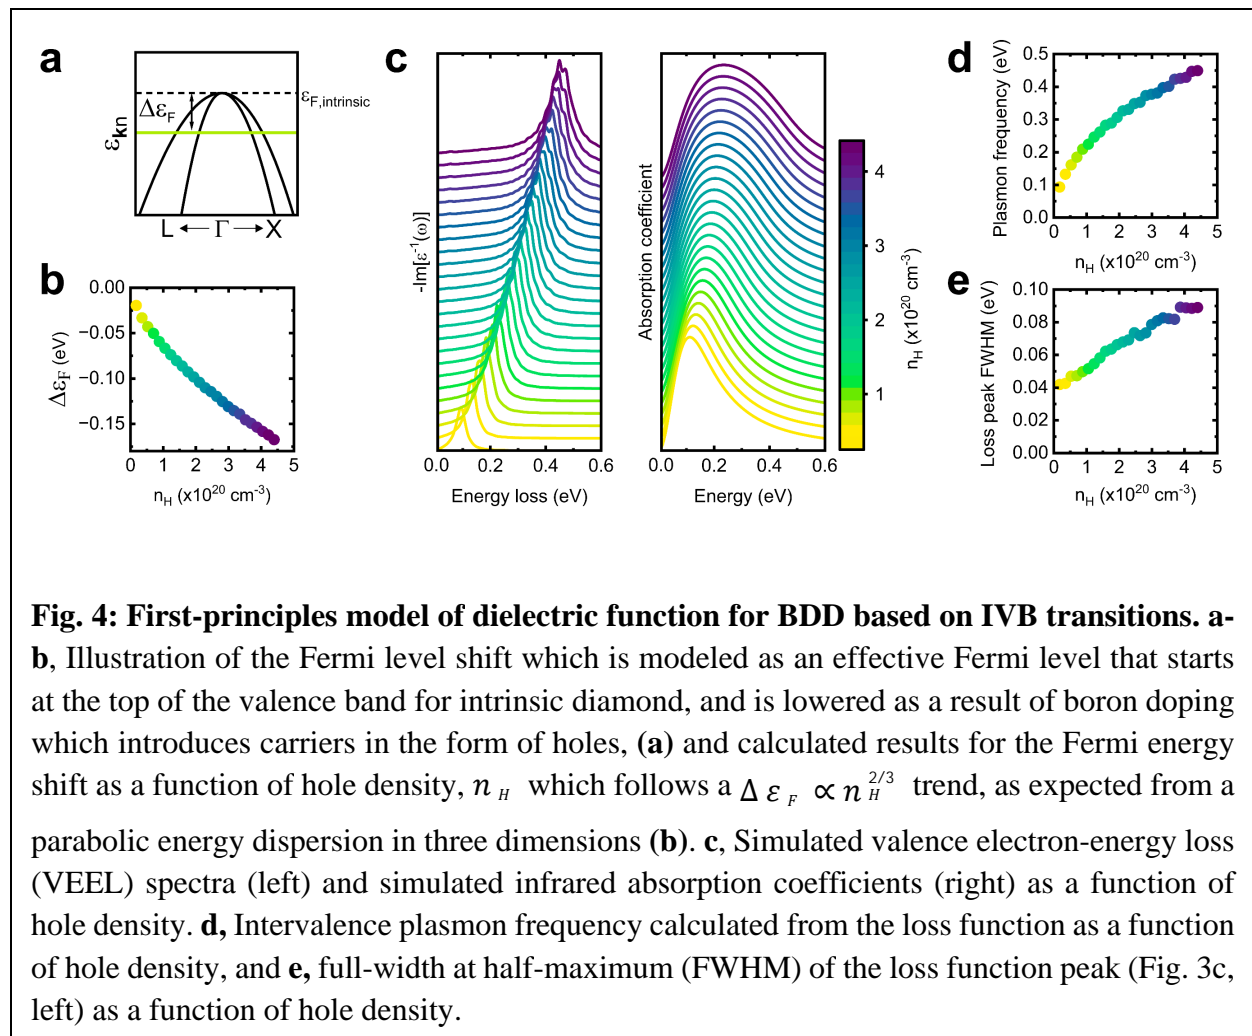 a
Δε_F
ε_F,intrinsic
ε_kn
L ← Γ → X
b
0.00
−0.05
−0.10
−0.15
Δε_F (eV)
0 1 2 3 4 5
n_H (x10^20 cm^-3)
c
-Im[ε^-1(ω)]
0.0 0.2 0.4 0.6
Energy loss (eV)
Absorption coefficient
0.0 0.2 0.4 0.6
Energy (eV)
4
3
2
1
n_H (x10^20 cm^-3)
d
Plasmon frequency (eV)
0.5
0.4
0.3
0.2
0.1
0.0
0 1 2 3 4 5
n_H (x10^20 cm^-3)
e
Loss peak FWHM (eV)
0.10
0.08
0.06
0.04
0.02
0.00
0 1 2 3 4 5
n_H (x10^20 cm^-3)
Fig. 4: First-principles model of dielectric function for BDD based on IVB transitions. a-
b, Illustration of the Fermi level shift which is modeled as an effective Fermi level that starts
at the top of the valence band for intrinsic diamond, and is lowered as a result of boron doping
which introduces carriers in the form of holes, (a) and calculated results for the Fermi energy
shift as a function of hole density, n_H which follows a Δ ε_F ∝ n_H^2/3 trend, as expected from a
parabolic energy dispersion in three dimensions (b). c, Simulated valence electron-energy loss
(VEEL) spectra (left) and simulated infrared absorption coefficients (right) as a function of
hole density. d, Intervalence plasmon frequency calculated from the loss function as a function
of hole density, and e, full-width at half-maximum (FWHM) of the loss function peak (Fig. 3c,
left) as a function of hole density.